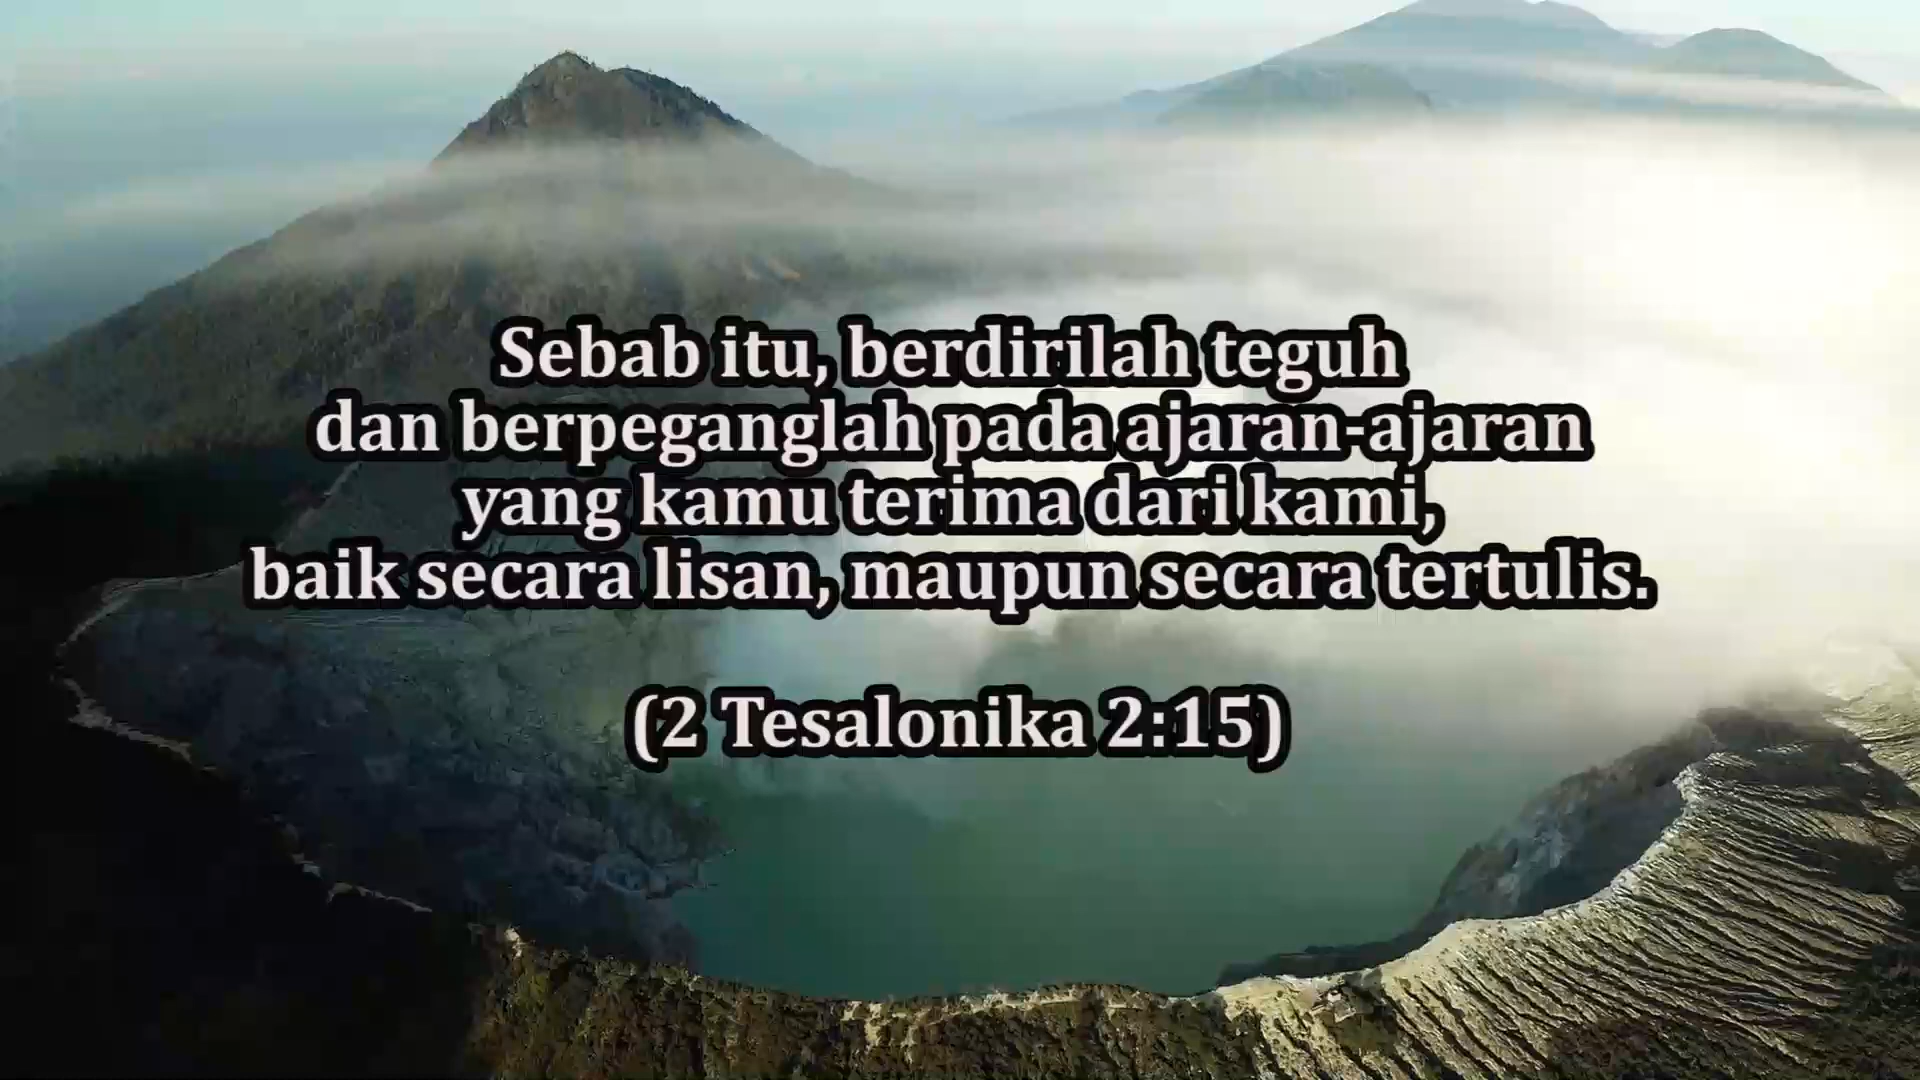 Sebab itu, berdirilah teguh
dan berpeganglah pada ajaran-ajaran
yang kamu terima dari kami,
baik secara lisan, maupun secara tertulis.
(2 Tesalonika 2:15)